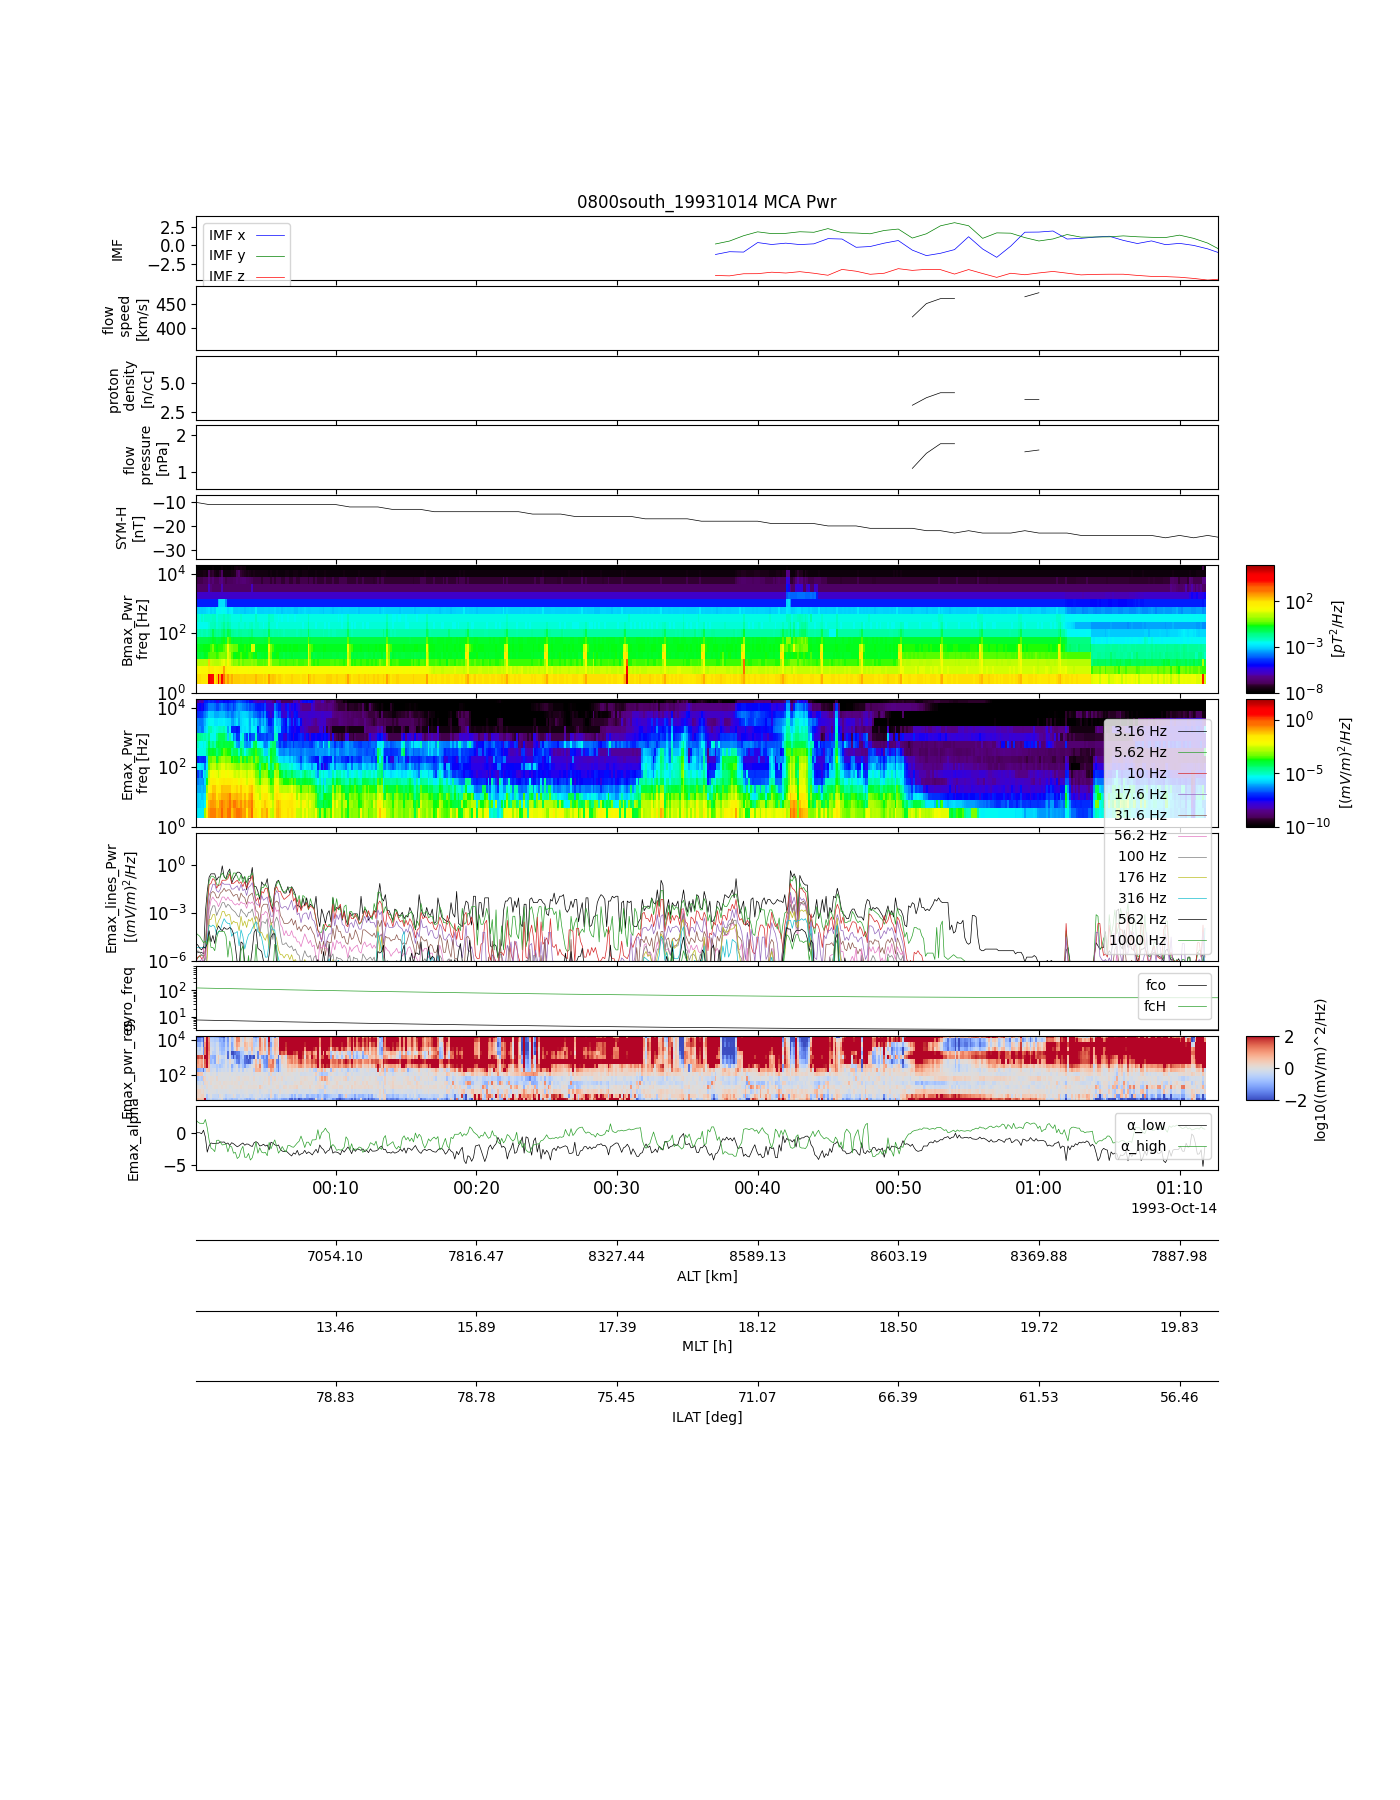 0800south_19931014 MCA Pwr
IMF
2.5
0.0
−2.5
IMF x
IMF y
IMF z
flow
speed
[km/s]
450
400
proton
density
[n/cc]
5.0
2.5
flow
pressure
[nPa]
2
1
SYM-H
[nT]
−10
−20
−30
Bmax_Pwr
freq [Hz]
10^4
10^2
10^0
10^2
10^−3
10^−8
[pT^2/Hz]
Emax_Pwr
freq [Hz]
10^4
10^2
10^0
10^0
10^−5
10^−10
[(mV/m)^2/Hz]
3.16 Hz
5.62 Hz
10 Hz
17.6 Hz
31.6 Hz
56.2 Hz
100 Hz
176 Hz
316 Hz
562 Hz
1000 Hz
Emax_lines_Pwr
[(mV/m)^2/Hz]
10^0
10^−3
10^−6
gyro_freq
10^2
10^1
fco
fcH
10^4
10^2
2
0
−2
log10((mV/m)^2/Hz)
Emax_alpha
0
−5
α_low
α_high
00:10 00:20 00:30 00:40 00:50 01:00 01:10
1993-Oct-14
7054.10 7816.47 8327.44 8589.13 8603.19 8369.88 7887.98
ALT [km]
13.46 15.89 17.39 18.12 18.50 19.72 19.83
MLT [h]
78.83 78.78 75.45 71.07 66.39 61.53 56.46
ILAT [deg]